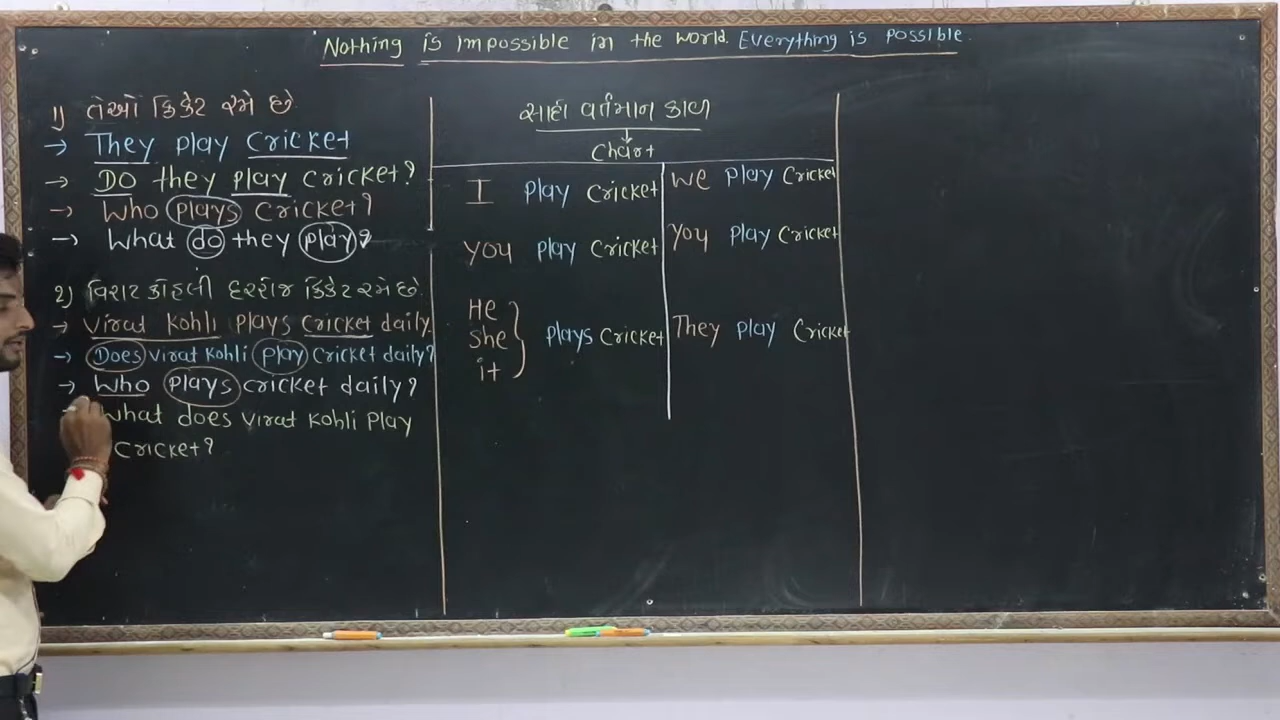 Nothing is impossible in the world. Everything is possible.
1) તેઓ ક્રિકેટ રમે છે.
→ They play cricket
→ DO they play cricket?
→ Who plays cricket?
→ What do they play?
2) વિરાટ કોહલી દરરોજ ક્રિકેટ રમે છે.
→ Virat Kohli plays cricket daily.
→ Does Virat Kohli play cricket daily?
→ Who plays cricket daily?
→ What does Virat Kohli play
cricket?
સાદો વર્તમાન કાળ
Chart
I play cricket
You play cricket
He
she
it
plays cricket
We play cricket
You play cricket
They play cricket